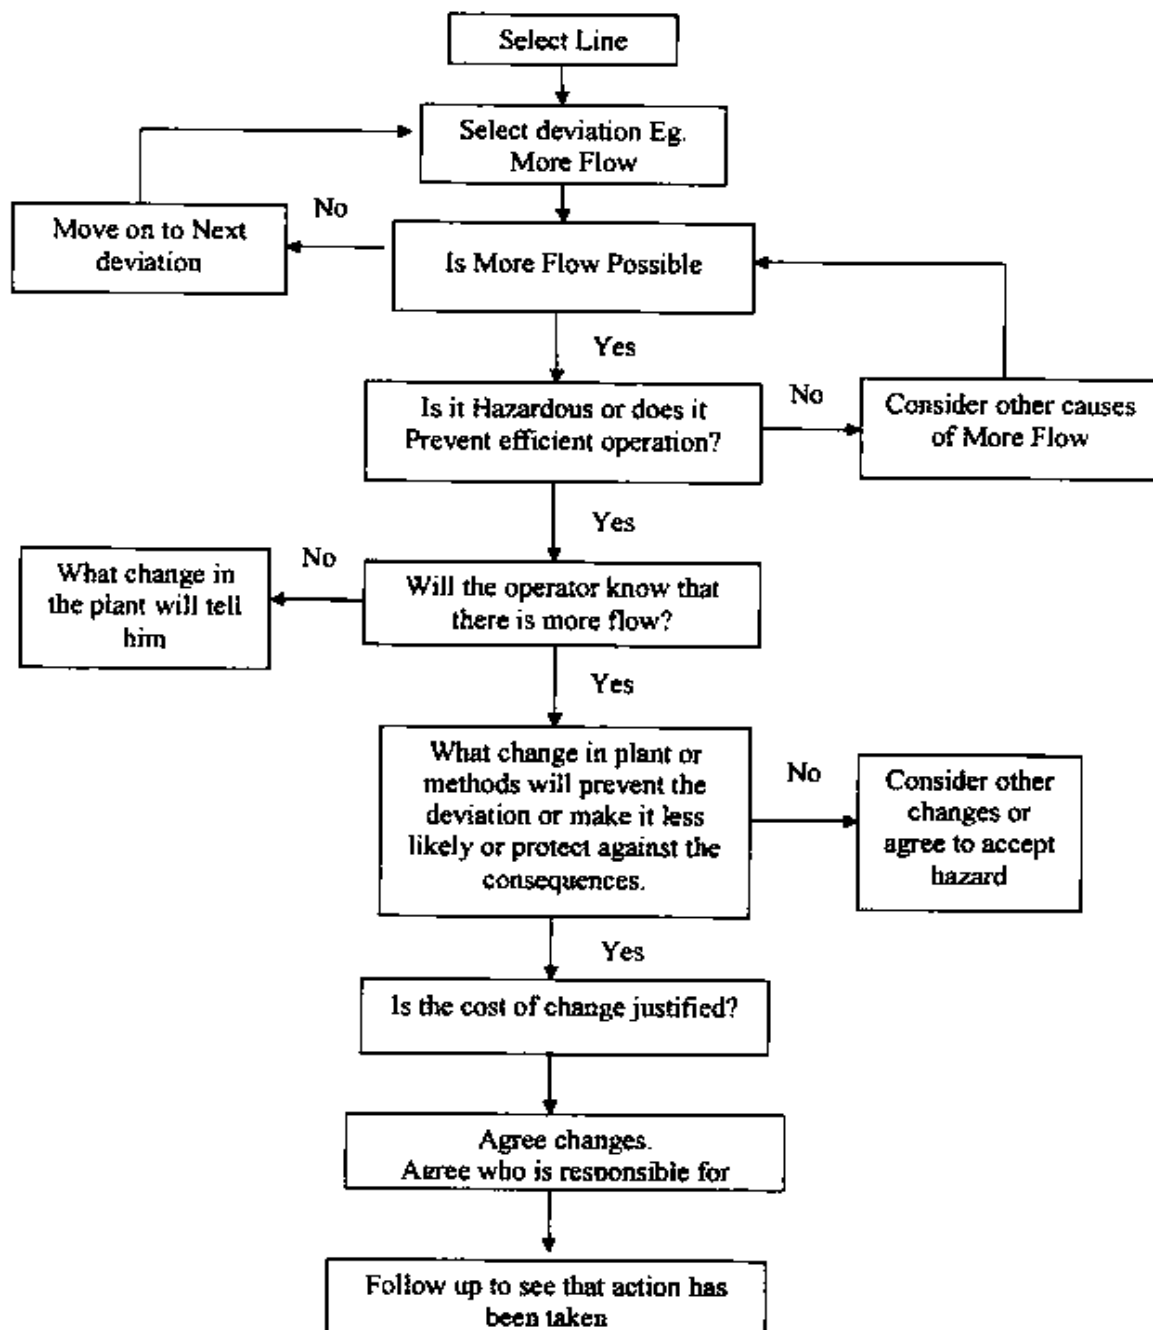 Select Line
Select deviation Eg.
More Flow
No
Move on to Next
deviation
Is More Flow Possible
Yes
Is it Hazardous or does it
Prevent efficient operation?
No
Consider other causes
of More Flow
Yes
No
What change in
the plant will tell
him
Will the operator know that
there is more flow?
Yes
What change in plant or
methods will prevent the
deviation or make it less
likely or protect against the
consequences.
No
Consider other
changes or
agree to accept
hazard
Yes
Is the cost of change justified?
Agree changes.
Agree who is responsible for
Follow up to see that action has
been taken